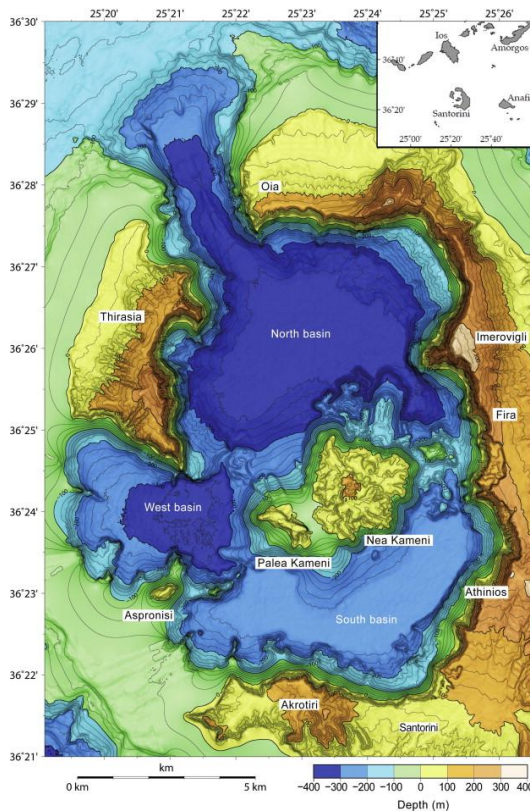 25˚20' 25˚21' 25˚22' 25˚23' 25˚24' 25˚25' 25˚26'
36˚30'
36˚29'
36˚28'
36˚27'
36˚26'
36˚25'
36˚24'
36˚23'
36˚22'
36˚21'
Ios
Amorgos
36˚40'
Anafi
Santorini
36˚20'
25˚00' 25˚20' 25˚40'
Oia
Thirasia
North basin
Imerovigli
Fira
West basin
Nea Kameni
Palea Kameni
Athinios
Aspronisi
South basin
Akrotiri
Santorini
km
0 km 5 km
−400 −300 −200 −100 0 100 200 300 400
Depth (m)